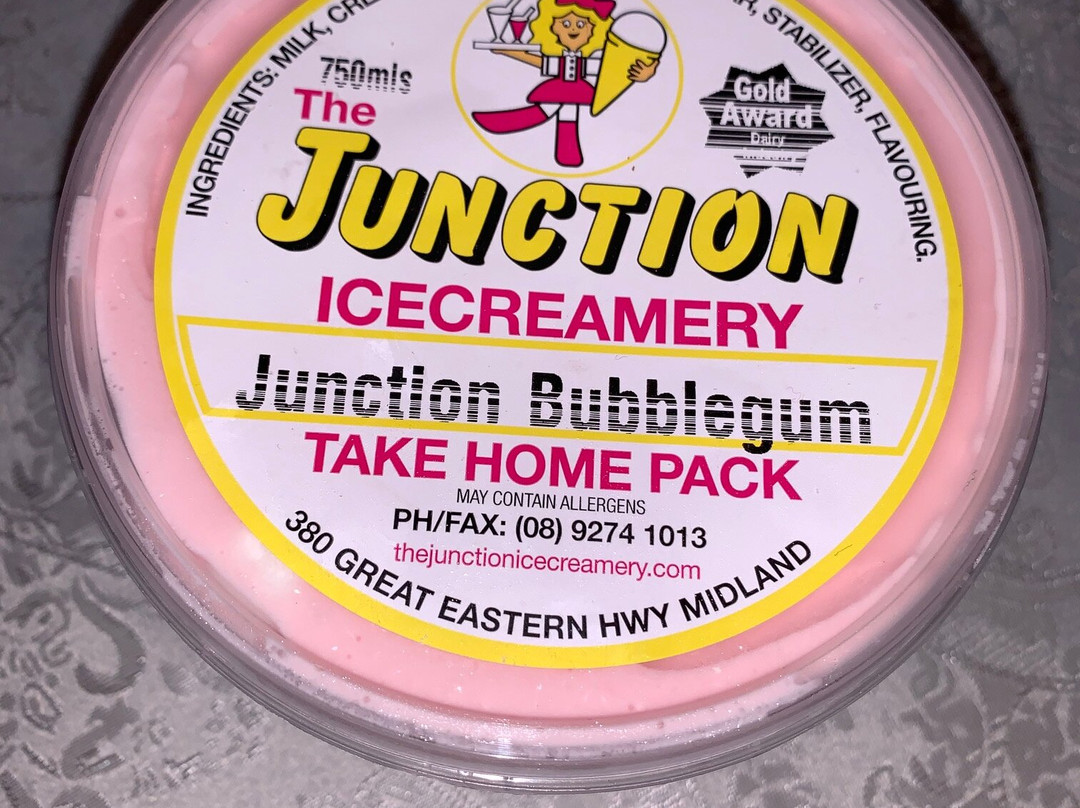 INGREDIENTS: MILK,
STABILIZER, FLAVOURING.
750mls
The
JUNCTION
ICECREAMERY
Gold
Award
Dairy
Junction Bubblegum
TAKE HOME PACK
MAY CONTAIN ALLERGENS
PH/FAX: (08) 9274 1013
thejunctionicecreamery.com
380 GREAT EASTERN HWY MIDLAND